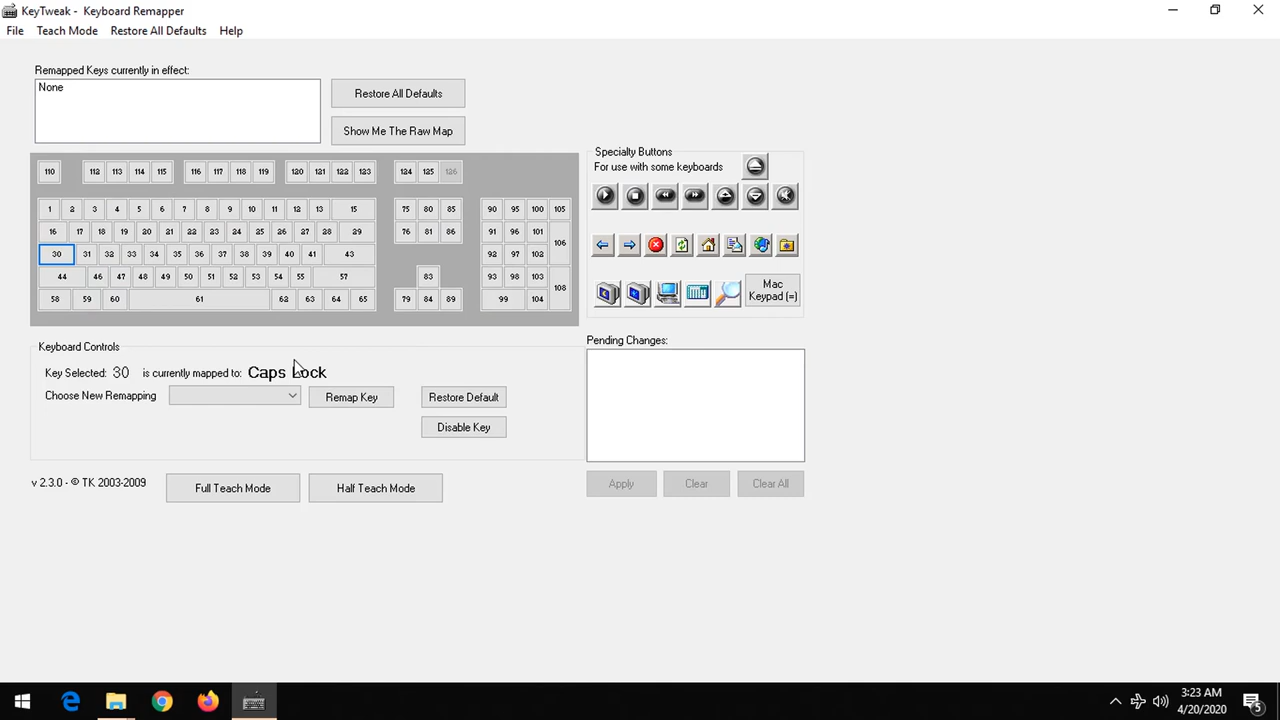 KeyTweak - Keyboard Remapper
File Teach Mode Restore All Defaults Help
Remapped Keys currently in effect:
None
Restore All Defaults
Show Me The Raw Map
110 112 113 114 115 116 117 118 119 120 121 122 123 124 125 126
1 2 3 4 5 6 7 8 9 10 11 12 13 15 75 80 85 90 95 100 105
16 17 18 19 20 21 22 23 24 25 26 27 28 29 76 81 86 91 96 101
106
30 31 32 33 34 35 36 37 38 39 40 41 43 92 97 102
44 46 47 48 49 50 51 52 53 54 55 57 83 93 98 103
108
58 59 60 61 62 63 64 65 79 84 89 99 104
Specialty Buttons
For use with some keyboards
Mac
Keypad (=)
Keyboard Controls
Key Selected: 30 is currently mapped to: Caps Lock
Choose New Remapping Remap Key Restore Default
Disable Key
Pending Changes:
Apply Clear Clear All
v 2.3.0 - © TK 2003-2009 Full Teach Mode Half Teach Mode
3:23 AM
4/20/2020
5